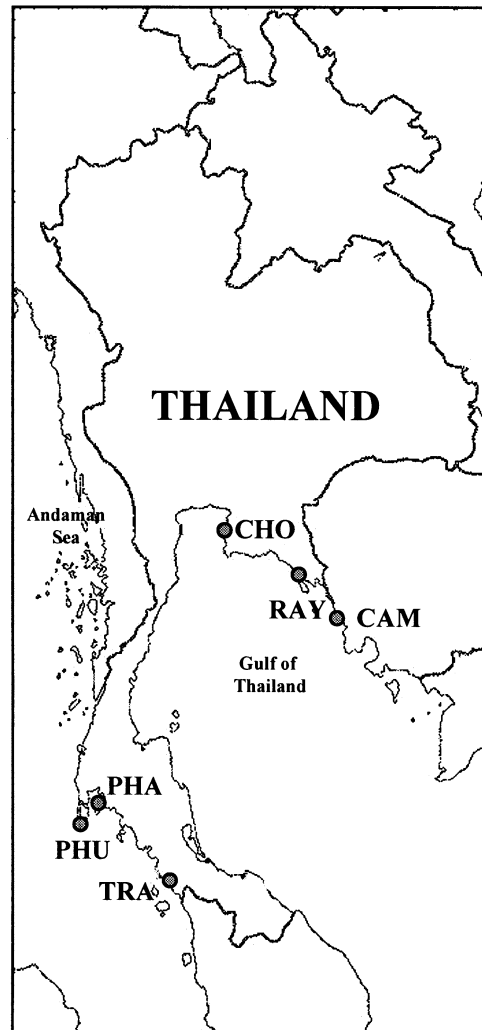 THAILAND
Andaman
Sea
CHO
RAY
CAM
Gulf of
Thailand
PHA
PHU
TRA